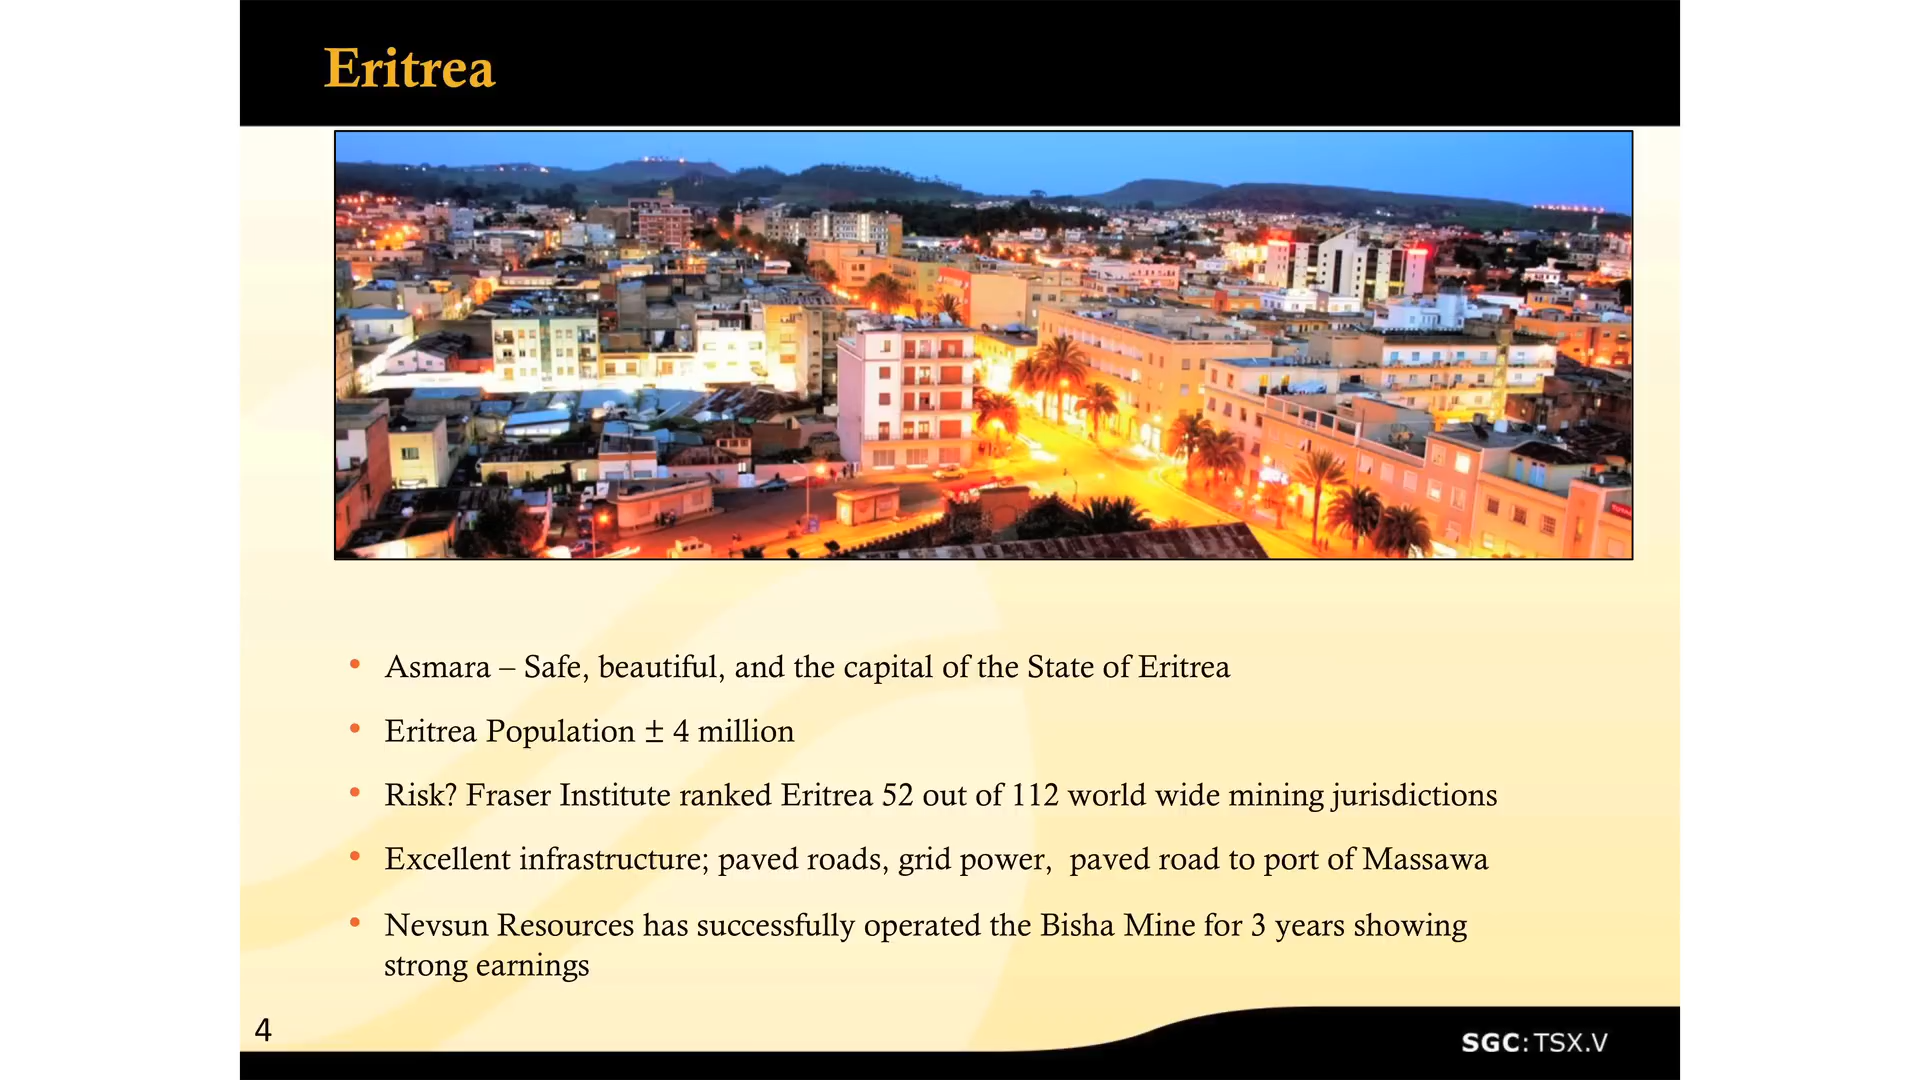 Eritrea
• Asmara – Safe, beautiful, and the capital of the State of Eritrea
• Eritrea Population ± 4 million
• Risk? Fraser Institute ranked Eritrea 52 out of 112 world wide mining jurisdictions
• Excellent infrastructure; paved roads, grid power,  paved road to port of Massawa
• Nevsun Resources has successfully operated the Bisha Mine for 3 years showing
strong earnings
4
SGC:TSX.V